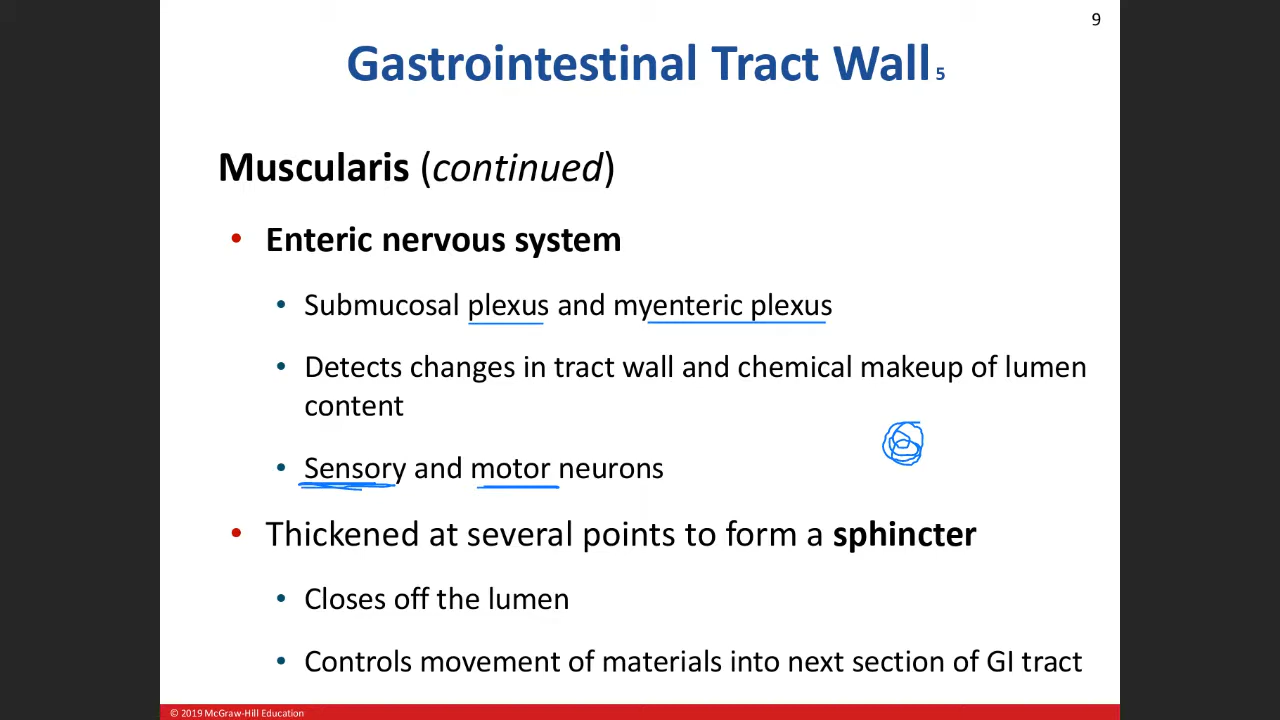 9
Gastrointestinal Tract Wall 5
Muscularis (continued)
• Enteric nervous system
• Submucosal plexus and myenteric plexus
• Detects changes in tract wall and chemical makeup of lumen
content
• Sensory and motor neurons
• Thickened at several points to form a sphincter
• Closes off the lumen
• Controls movement of materials into next section of GI tract
© 2019 McGraw-Hill Education